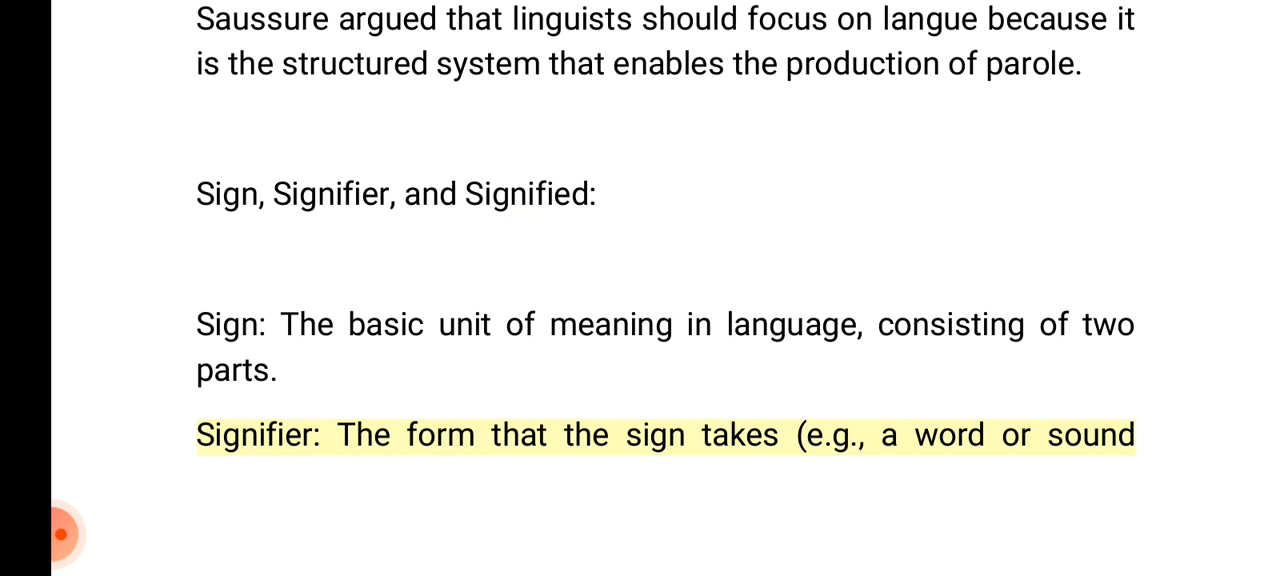 Saussure argued that linguists should focus on langue because it
is the structured system that enables the production of parole.
Sign, Signifier, and Signified:
Sign: The basic unit of meaning in language, consisting of two
parts.
Signifier: The form that the sign takes (e.g., a word or sound